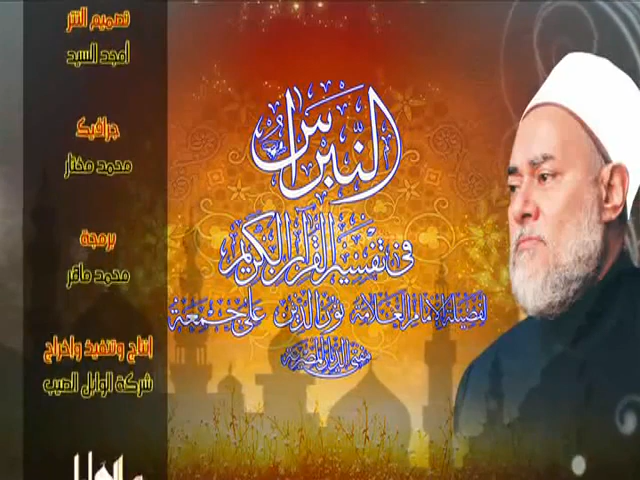 النبراس
في تفسير القرآن الكريم
لفضيلة الإمام العلامة نور الدين علي جمعة
مفتي الديار المصرية
تصميم التتر
أمجد السيد
جرافيك
محمد مختار
برمجة
محمد ماهر
إنتاج وتنفيذ وإخراج
شركة الوابل الصيب